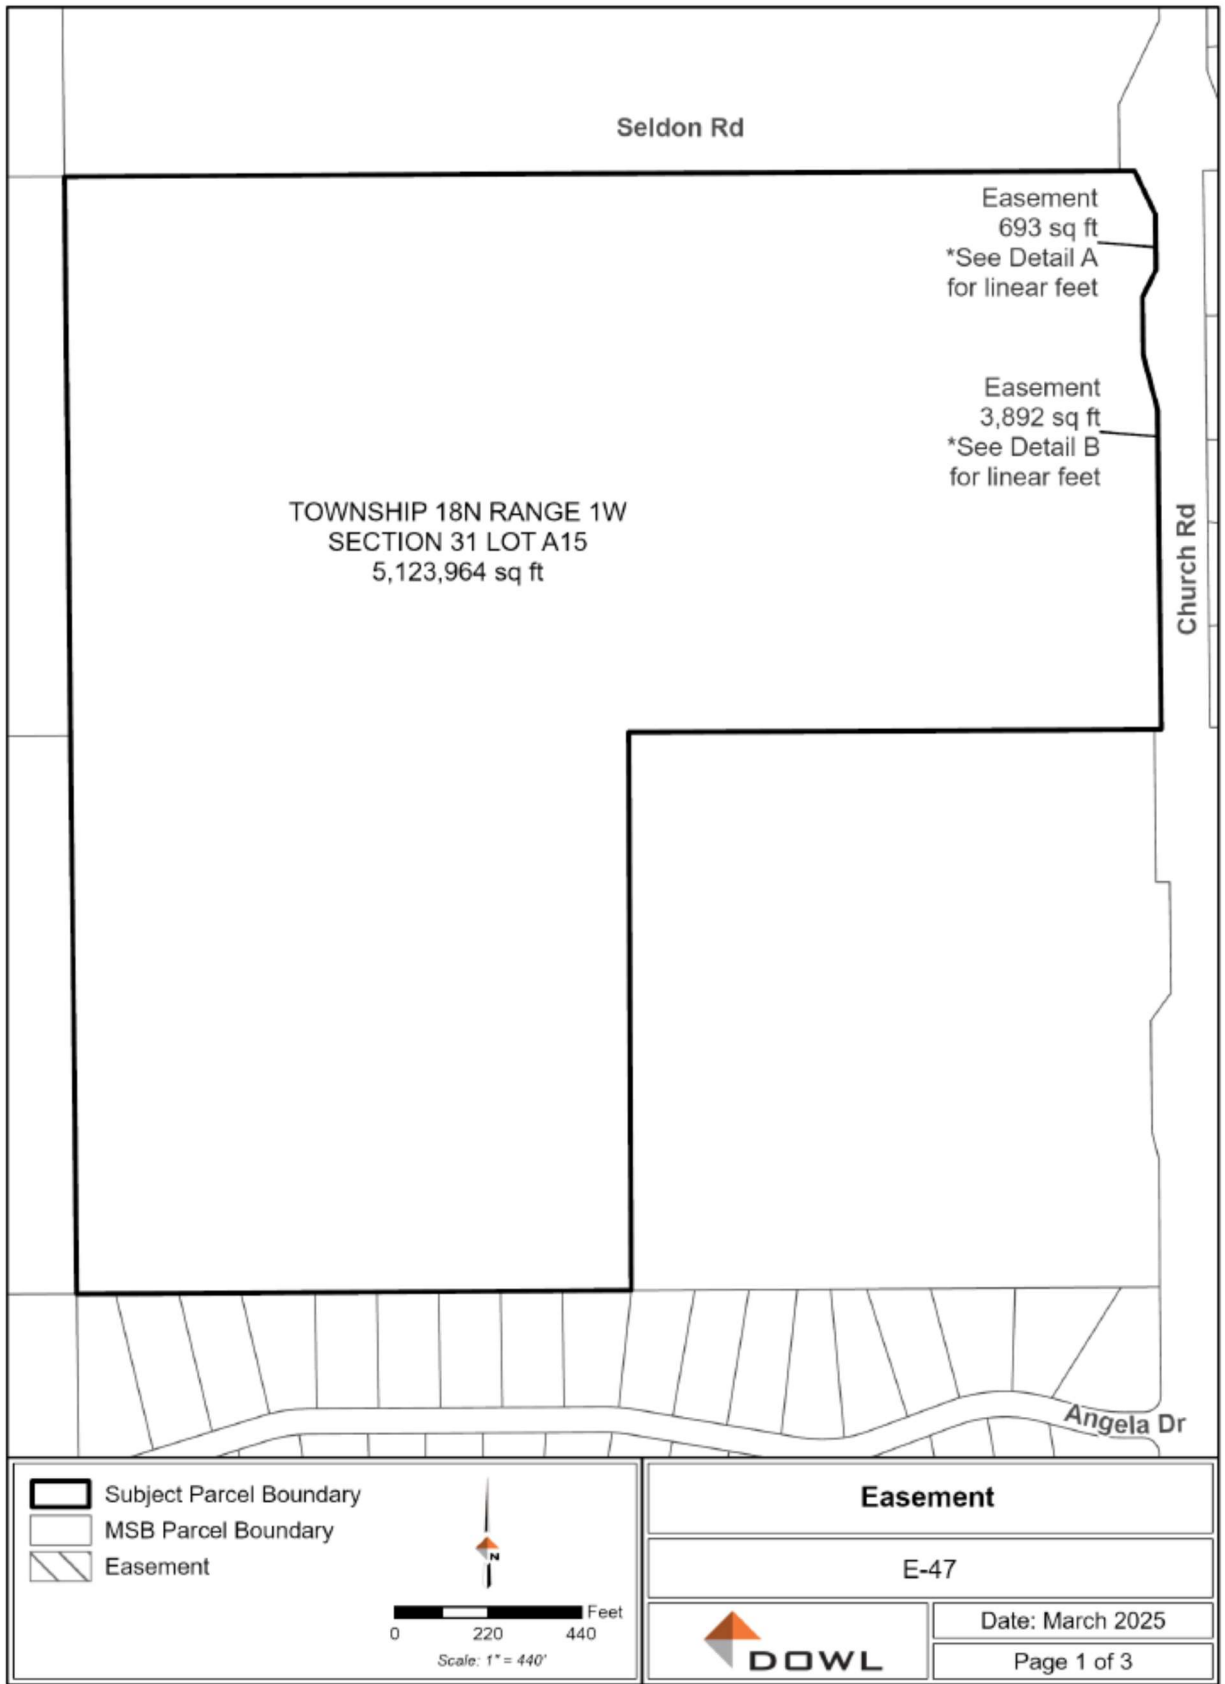 Seldon Rd
Easement
693 sq ft
*See Detail A
for linear feet
Easement
3,892 sq ft
*See Detail B
for linear feet
TOWNSHIP 18N RANGE 1W
SECTION 31 LOT A15
5,123,964 sq ft
Church Rd
Angela Dr
Subject Parcel Boundary
MSB Parcel Boundary
Easement
N
Feet
0 220 440
Scale: 1" = 440'
Easement
E-47
DOWL
Date: March 2025
Page 1 of 3